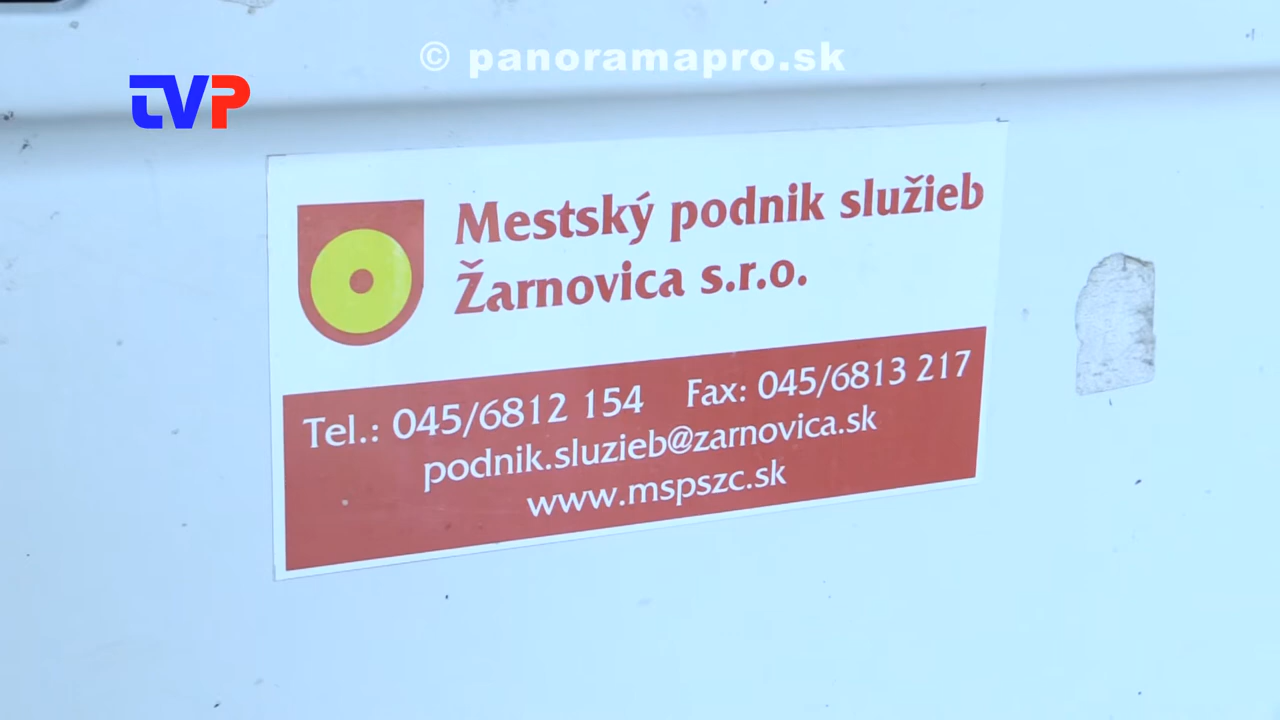 © panoramapro.sk
TVP
Mestský podnik služieb
Žarnovica s.r.o.
Tel.: 045/6812 154 Fax: 045/6813 217
podnik.sluzieb@zarnovica.sk
www.mspszc.sk